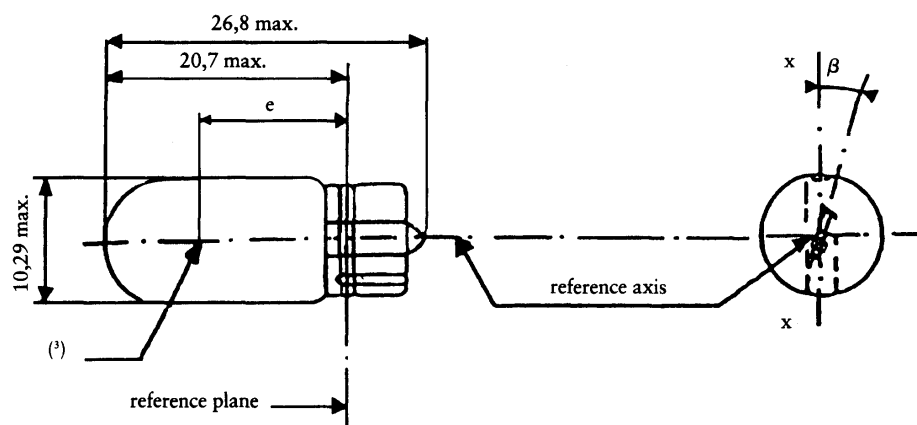 26,8 max.
20,7 max.
e
10,29 max.
(³)
reference plane
reference axis
x
β
x